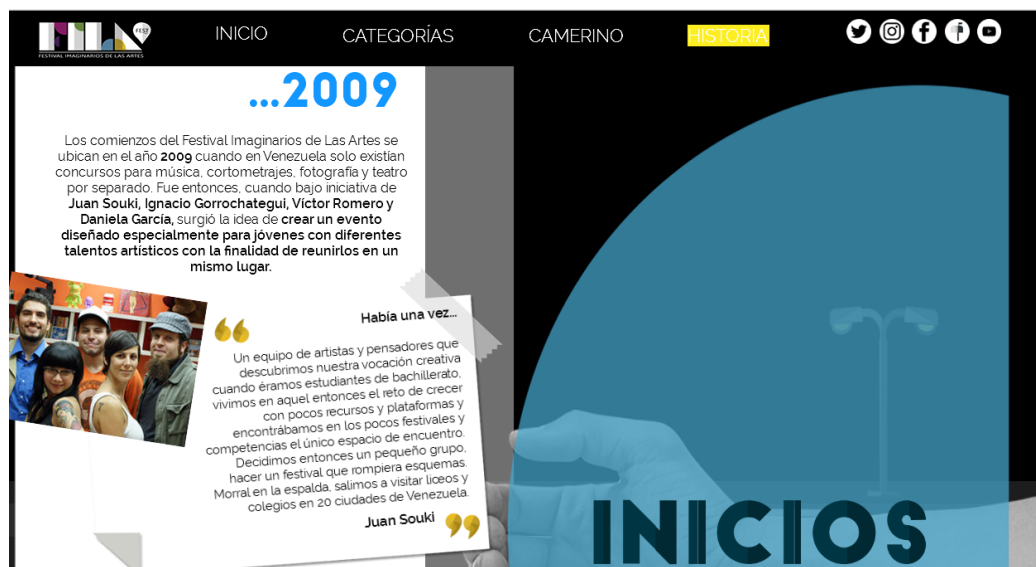 FILA FEST
FESTIVAL IMAGINARIOS DE LAS ARTES
INICIO
CATEGORÍAS
CAMERINO
HISTORIA
...2009
Los comienzos del Festival Imaginarios de Las Artes se
ubican en el año 2009 cuando en Venezuela solo existían
concursos para música, cortometrajes, fotografía y teatro
por separado. Fue entonces, cuando bajo iniciativa de
Juan Souki, Ignacio Gorrochategui, Víctor Romero y
Daniela García, surgió la idea de crear un evento
diseñado especialmente para jóvenes con diferentes
talentos artísticos con la finalidad de reunirlos en un
mismo lugar.
Había una vez...
Un equipo de artistas y pensadores que
descubrimos nuestra vocación creativa
cuando éramos estudiantes de bachillerato,
vivimos en aquel entonces el reto de crecer
con pocos recursos y plataformas y
encontrábamos en los pocos festivales y
competencias el único espacio de encuentro.
Decidimos entonces un pequeño grupo,
hacer un festival que rompiera esquemas.
Morral en la espalda, salimos a visitar liceos y
colegios en 20 ciudades de Venezuela.
Juan Souki
INICIOS